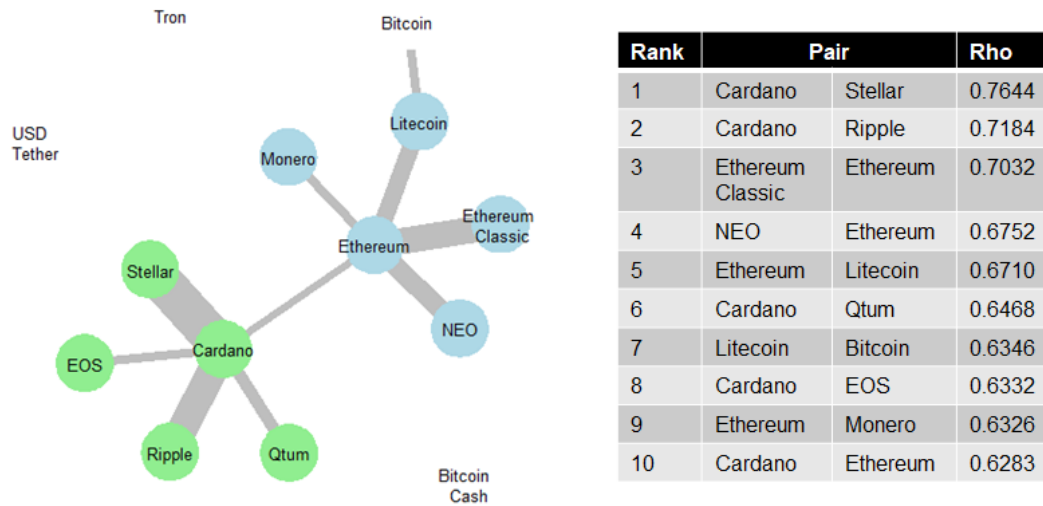 Tron
Bitcoin
USD
Tether
Litecoin
Monero
Ethereum
Classic
Ethereum
Stellar
NEO
Cardano
EOS
Ripple
Qtum
Bitcoin
Cash
Rank Pair Rho
1 Cardano Stellar 0.7644
2 Cardano Ripple 0.7184
3 Ethereum Ethereum 0.7032
Classic
4 NEO Ethereum 0.6752
5 Ethereum Litecoin 0.6710
6 Cardano Qtum 0.6468
7 Litecoin Bitcoin 0.6346
8 Cardano EOS 0.6332
9 Ethereum Monero 0.6326
10 Cardano Ethereum 0.6283